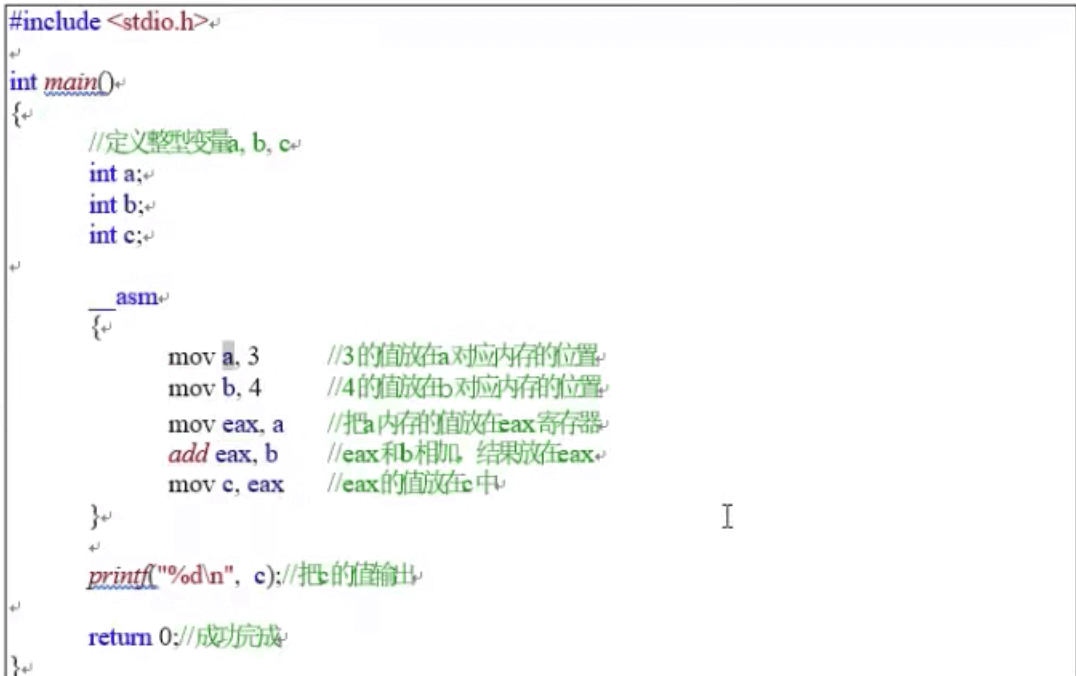 #include <stdio.h>
int main()
{
//定义整型变量a, b, c
int a;
int b;
int c;
__asm
{
mov a, 3 //3的值放在a对应内存的位置
mov b, 4 //4的值放在b对应内存的位置
mov eax, a //把a内存的值放在eax寄存器
add eax, b //eax和b相加，结果放在eax
mov c, eax //eax的值放在c中
}
printf("%d\n", c);//把c的值输出
return 0;//成功完成
}